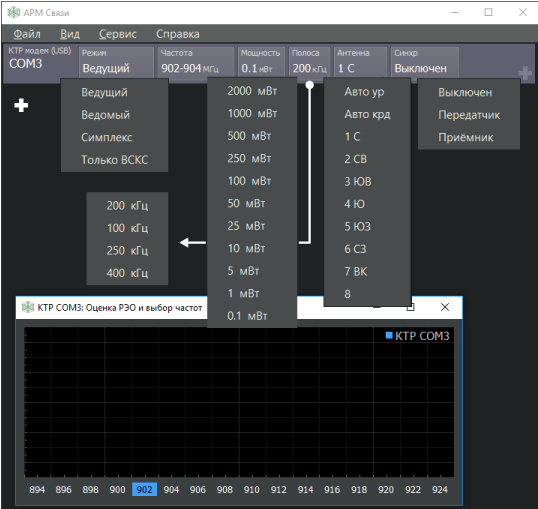 АРМ Связи
Файл Вид Сервис Справка
КТР модем (USB) Режим Частота Мощность Полоса Антенна Синхр
COM3 Ведущий 902-904 МГц 0.1 мВт 200 кГц 1 С Выключен
Ведущий
Ведомый
Симплекс
Только ВСКС
2000 мВт
1000 мВт
500 мВт
250 мВт
100 мВт
50 мВт
25 мВт
10 мВт
5 мВт
1 мВт
0.1 мВт
Авто ур
Авто крд
1 С
2 СВ
3 ЮВ
4 Ю
5 ЮЗ
6 СЗ
7 ВК
8
Выключен
Передатчик
Приёмник
200 кГц
100 кГц
250 кГц
400 кГц
КТР COM3: Оценка РЭО и выбор частот
КТР COM3
894 896 898 900 902 904 906 908 910 912 914 916 918 920 922 924